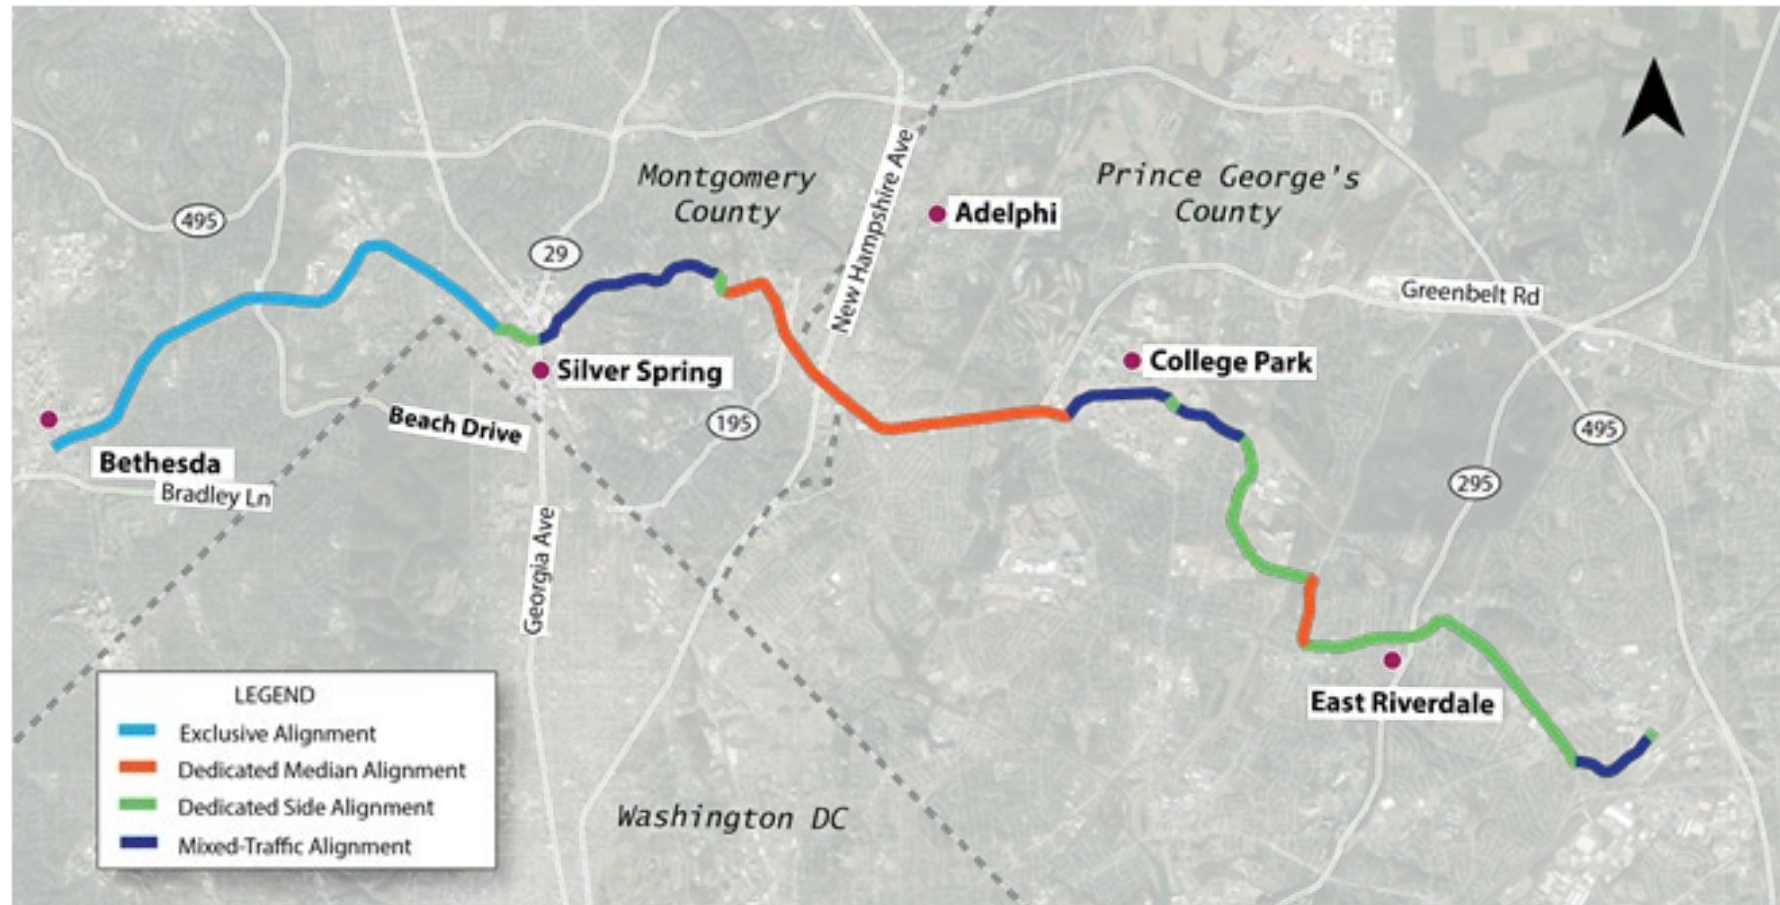 Montgomery
County
Prince George's
County
New Hampshire Ave
Adelphi
495
29
Greenbelt Rd
College Park
Silver Spring
Beach Drive
195
495
Bethesda
Bradley Ln
295
Georgia Ave
East Riverdale
Washington DC
LEGEND
Exclusive Alignment
Dedicated Median Alignment
Dedicated Side Alignment
Mixed-Traffic Alignment